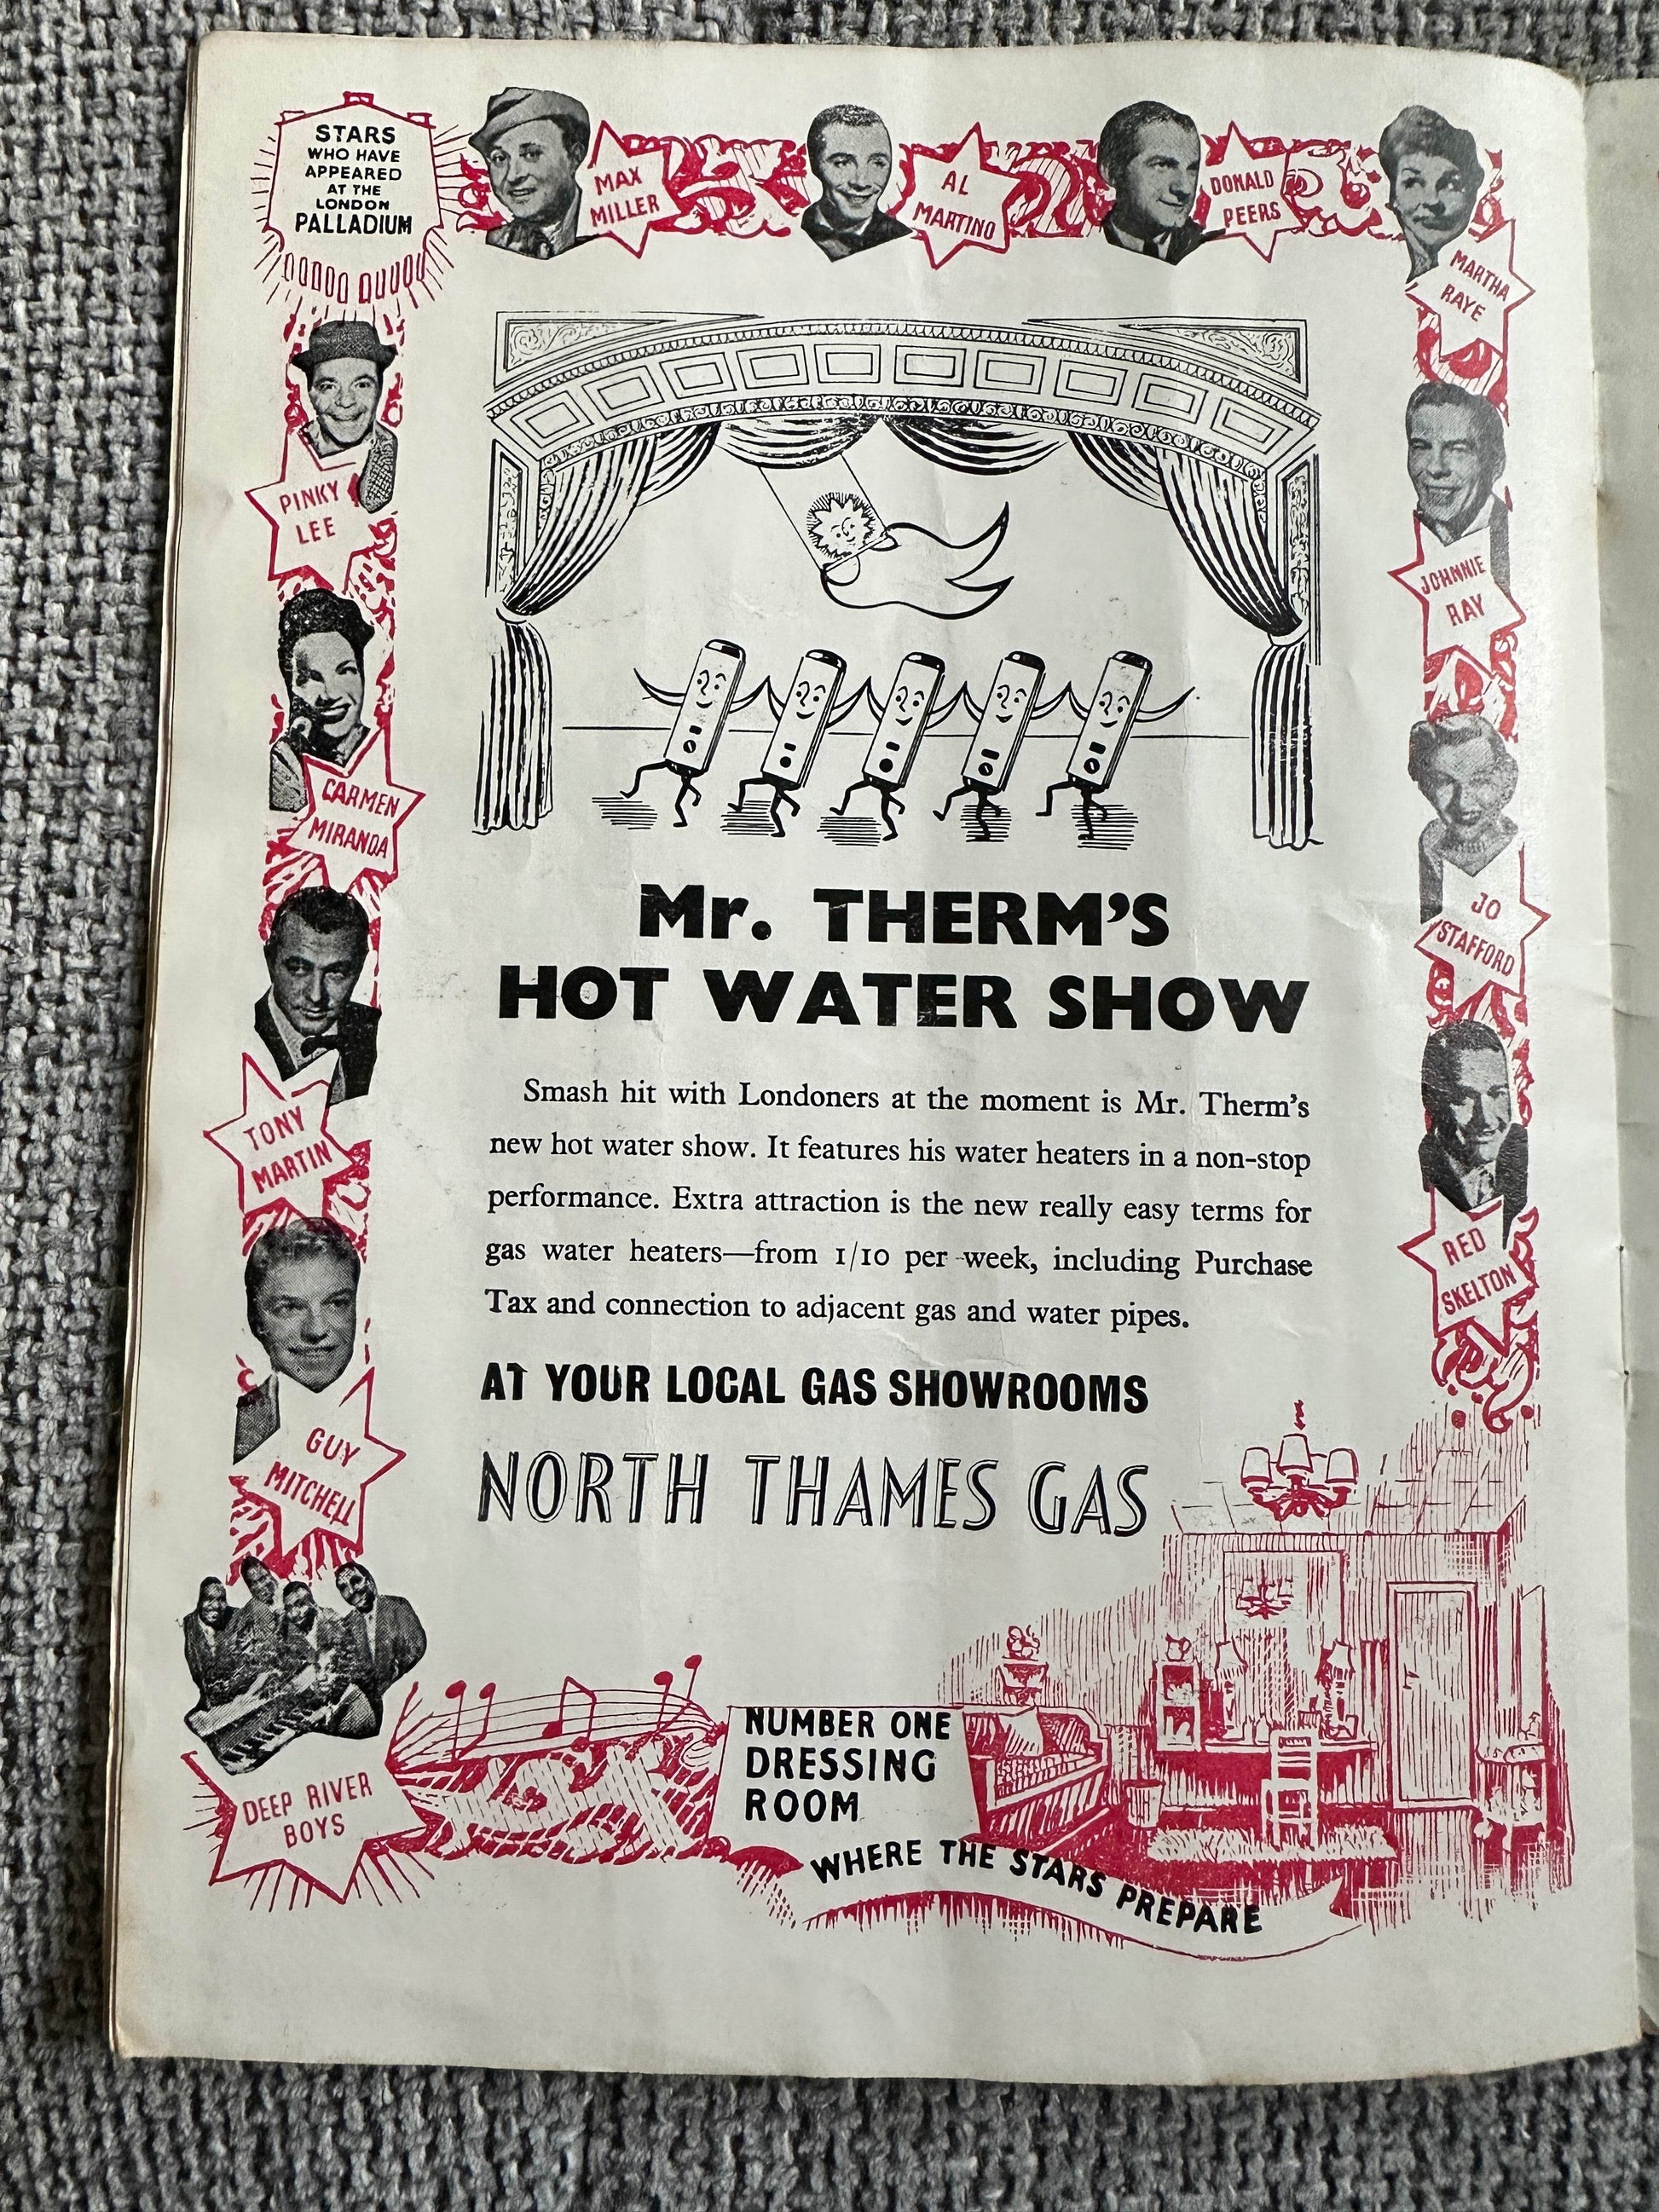 STARS
WHO HAVE
APPEARED
AT THE
LONDON
PALLADIUM
MAX
MILLER
AL
MARTINO
DONALD
PEERS
MARTHA
RAYE
PINKY
LEE
JOHNNIE
RAY
CARMEN
MIRANDA
JO
STAFFORD
TONY
MARTIN
RED
SKELTON
GUY
MITCHELL
DEEP RIVER
BOYS
Mr. THERM'S
HOT WATER SHOW
Smash hit with Londoners at the moment is Mr. Therm's
new hot water show. It features his water heaters in a non-stop
performance. Extra attraction is the new really easy terms for
gas water heaters—from 1/10 per week, including Purchase
Tax and connection to adjacent gas and water pipes.
AT YOUR LOCAL GAS SHOWROOMS
NORTH THAMES GAS
NUMBER ONE
DRESSING
ROOM
WHERE THE STARS PREPARE